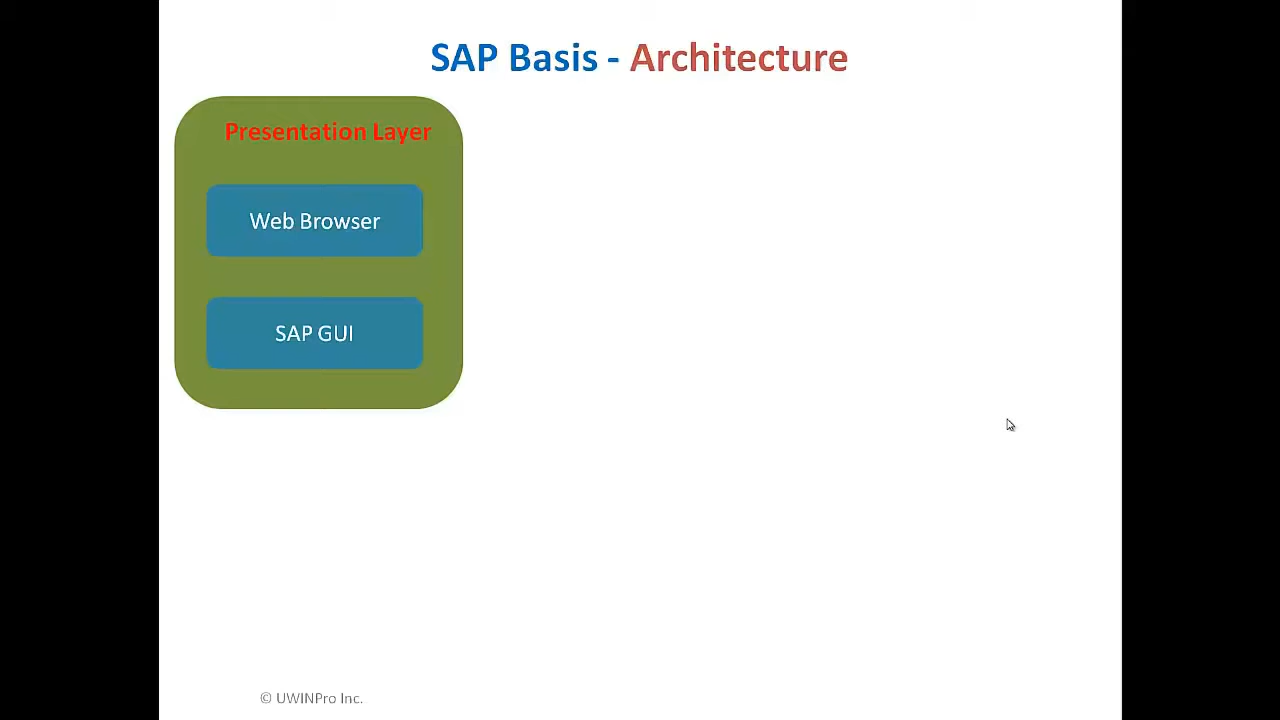 SAP Basis - Architecture
Presentation Layer
Web Browser
SAP GUI
© UWINPro Inc.